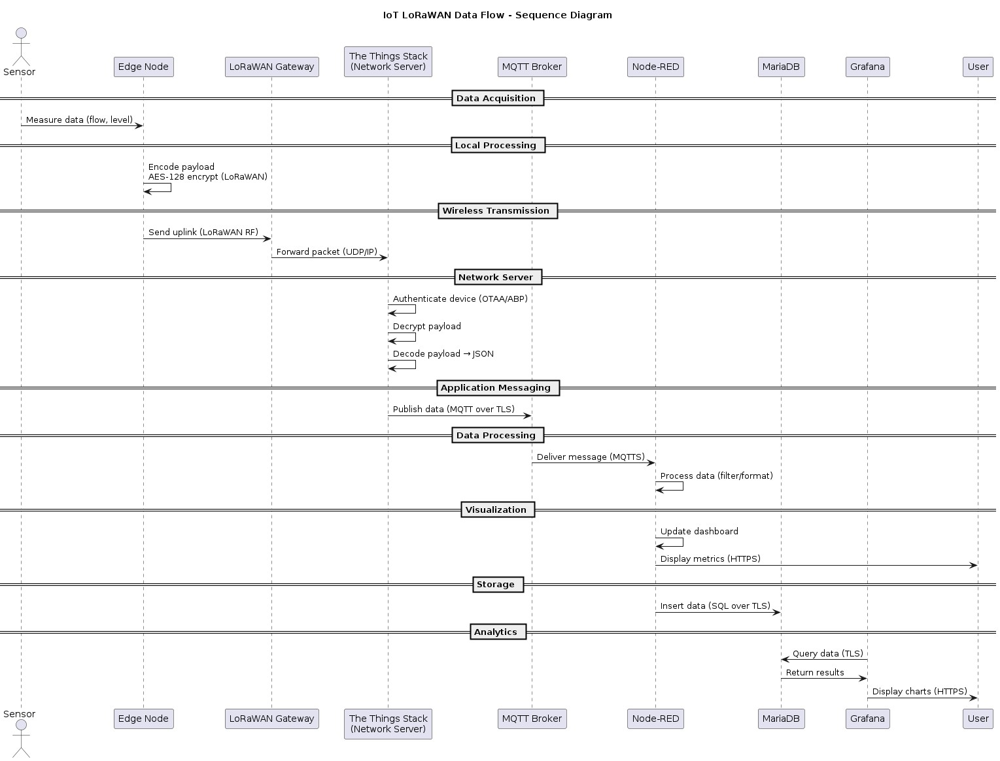 IoT LoRaWAN Data Flow - Sequence Diagram
Sensor
Edge Node
LoRaWAN Gateway
The Things Stack
(Network Server)
MQTT Broker
Node-RED
MariaDB
Grafana
User
Data Acquisition
Measure data (flow, level)
Local Processing
Encode payload
AES-128 encrypt (LoRaWAN)
Wireless Transmission
Send uplink (LoRaWAN RF)
Forward packet (UDP/IP)
Network Server
Authenticate device (OTAA/ABP)
Decrypt payload
Decode payload → JSON
Application Messaging
Publish data (MQTT over TLS)
Data Processing
Deliver message (MQTTS)
Process data (filter/format)
Visualization
Update dashboard
Display metrics (HTTPS)
Storage
Insert data (SQL over TLS)
Analytics
Query data (TLS)
Return results
Display charts (HTTPS)
Sensor
Edge Node
LoRaWAN Gateway
The Things Stack
(Network Server)
MQTT Broker
Node-RED
MariaDB
Grafana
User